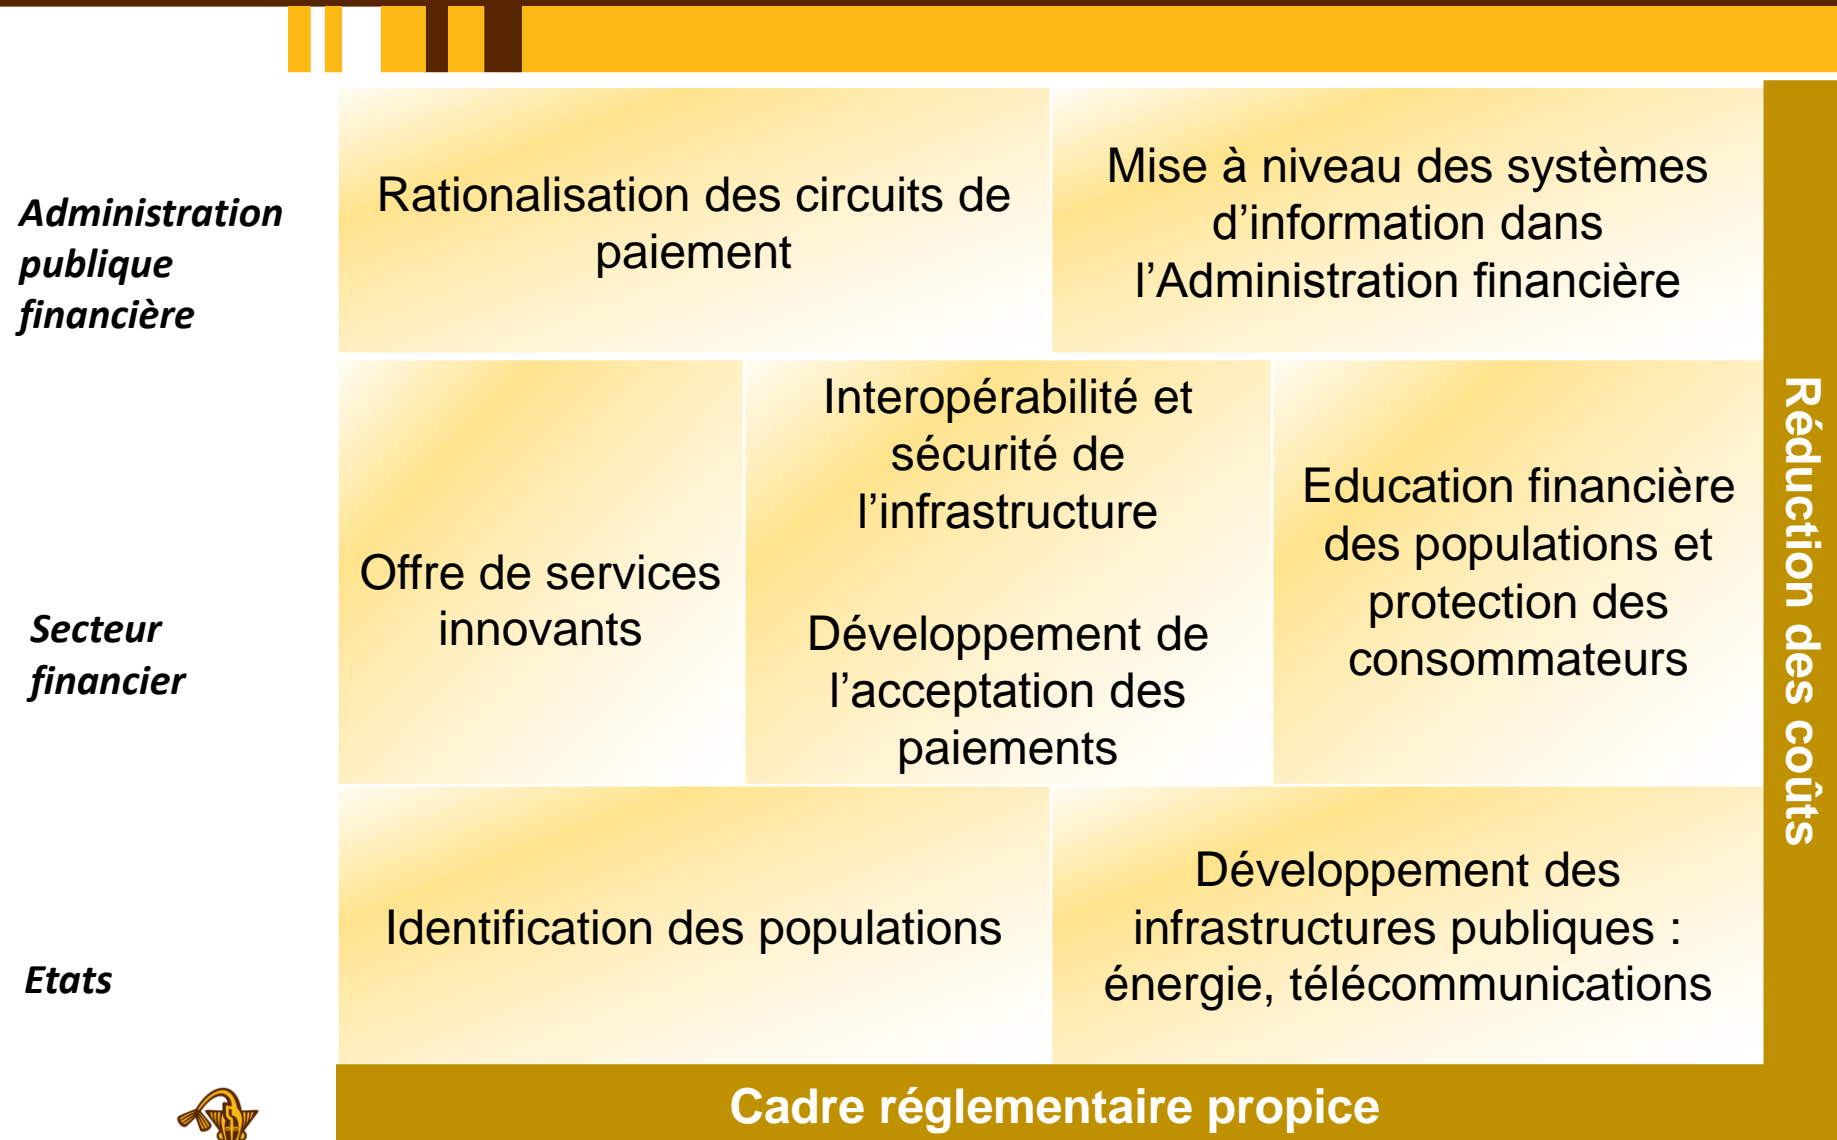 Administration
publique
financière
Rationalisation des circuits de
paiement
Mise à niveau des systèmes
d’information dans
l’Administration financière
Secteur
financier
Offre de services
innovants
Interopérabilité et
sécurité de
l’infrastructure
Développement de
l’acceptation des
paiements
Education financière
des populations et
protection des
consommateurs
Etats
Identification des populations
Développement des
infrastructures publiques :
énergie, télécommunications
Réduction des coûts
Cadre réglementaire propice